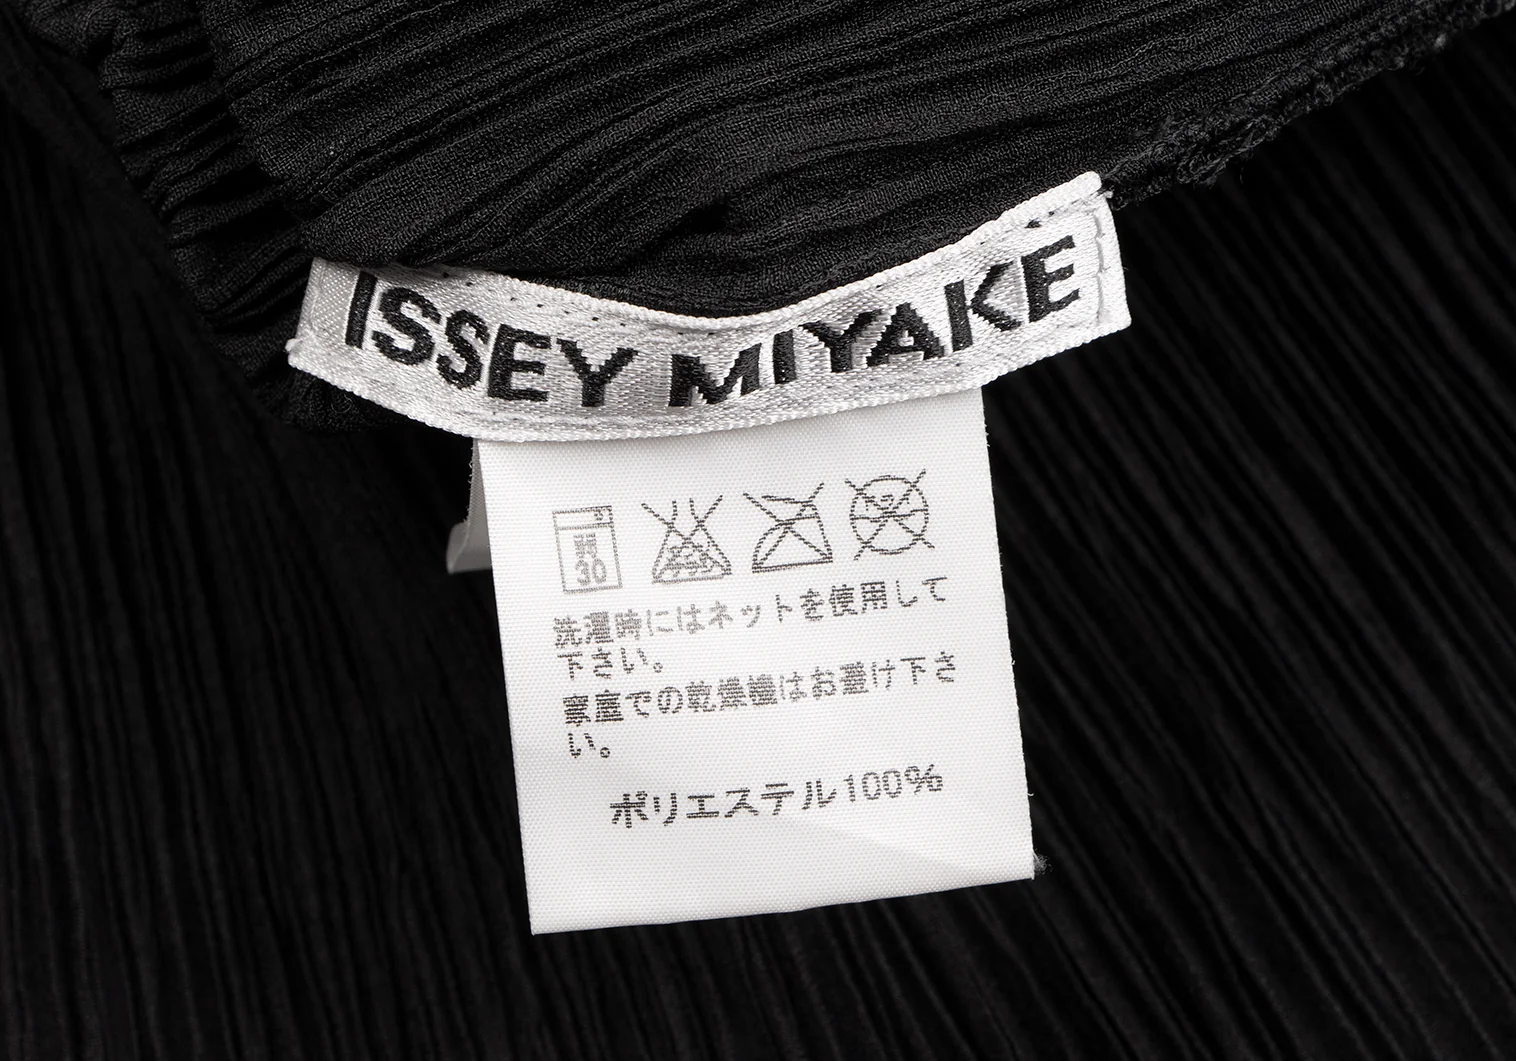 ISSEY MIYAKE
弱
30
洗濯時にはネットを使用して
下さい。
家庭での乾燥機はお避け下さ
い。
ポリエステル100%